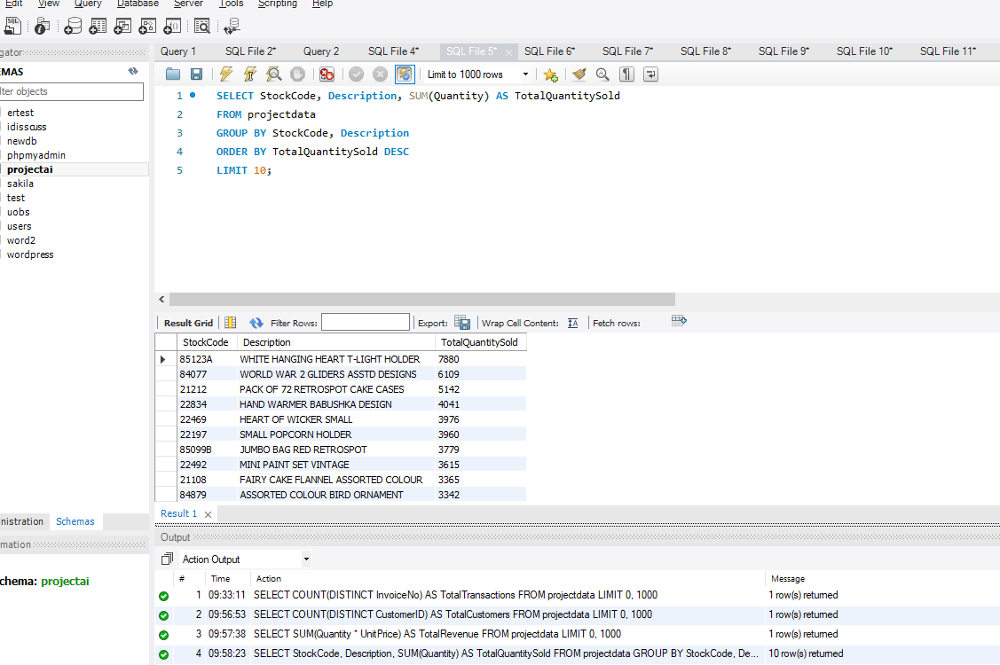 Edit View Query Database Server Tools Scripting Help
SQL
gator
Query 1 SQL File 2* Query 2 SQL File 4* SQL File 5* SQL File 6* SQL File 7* SQL File 8* SQL File 9* SQL File 10* SQL File 11*
EMAS
Limit to 1000 rows
lter objects
1 SELECT StockCode, Description, SUM(Quantity) AS TotalQuantitySold
2 FROM projectdata
3 GROUP BY StockCode, Description
4 ORDER BY TotalQuantitySold DESC
5 LIMIT 10;
ertest
idiscuss
newdb
phpmyadmin
projectai
sakila
test
uobs
users
word2
wordpress
Result Grid Filter Rows: Export: Wrap Cell Content: IA Fetch rows:
StockCode Description TotalQuantitySold
85123A WHITE HANGING HEART T-LIGHT HOLDER 7880
84077 WORLD WAR 2 GLIDERS ASSTD DESIGNS 6109
21212 PACK OF 72 RETROSPOT CAKE CASES 5142
22834 HAND WARMER BABUSHKA DESIGN 4041
22469 HEART OF WICKER SMALL 3976
22197 SMALL POPCORN HOLDER 3960
85099B JUMBO BAG RED RETROSPOT 3779
22492 MINI PAINT SET VINTAGE 3615
21108 FAIRY CAKE FLANNEL ASSORTED COLOUR 3365
84879 ASSORTED COLOUR BIRD ORNAMENT 3342
Result 1
nistration Schemas
mation
chema: projectai
Output
Action Output
# Time Action Message
1 09:33:11 SELECT COUNT(DISTINCT InvoiceNo) AS TotalTransactions FROM projectdata LIMIT 0, 1000 1 row(s) returned
2 09:56:53 SELECT COUNT(DISTINCT CustomerID) AS TotalCustomers FROM projectdata LIMIT 0, 1000 1 row(s) returned
3 09:57:38 SELECT SUM(Quantity * UnitPrice) AS TotalRevenue FROM projectdata LIMIT 0, 1000 1 row(s) returned
4 09:58:23 SELECT StockCode, Description, SUM(Quantity) AS TotalQuantitySold FROM projectdata GROUP BY StockCode, De... 10 row(s) returned